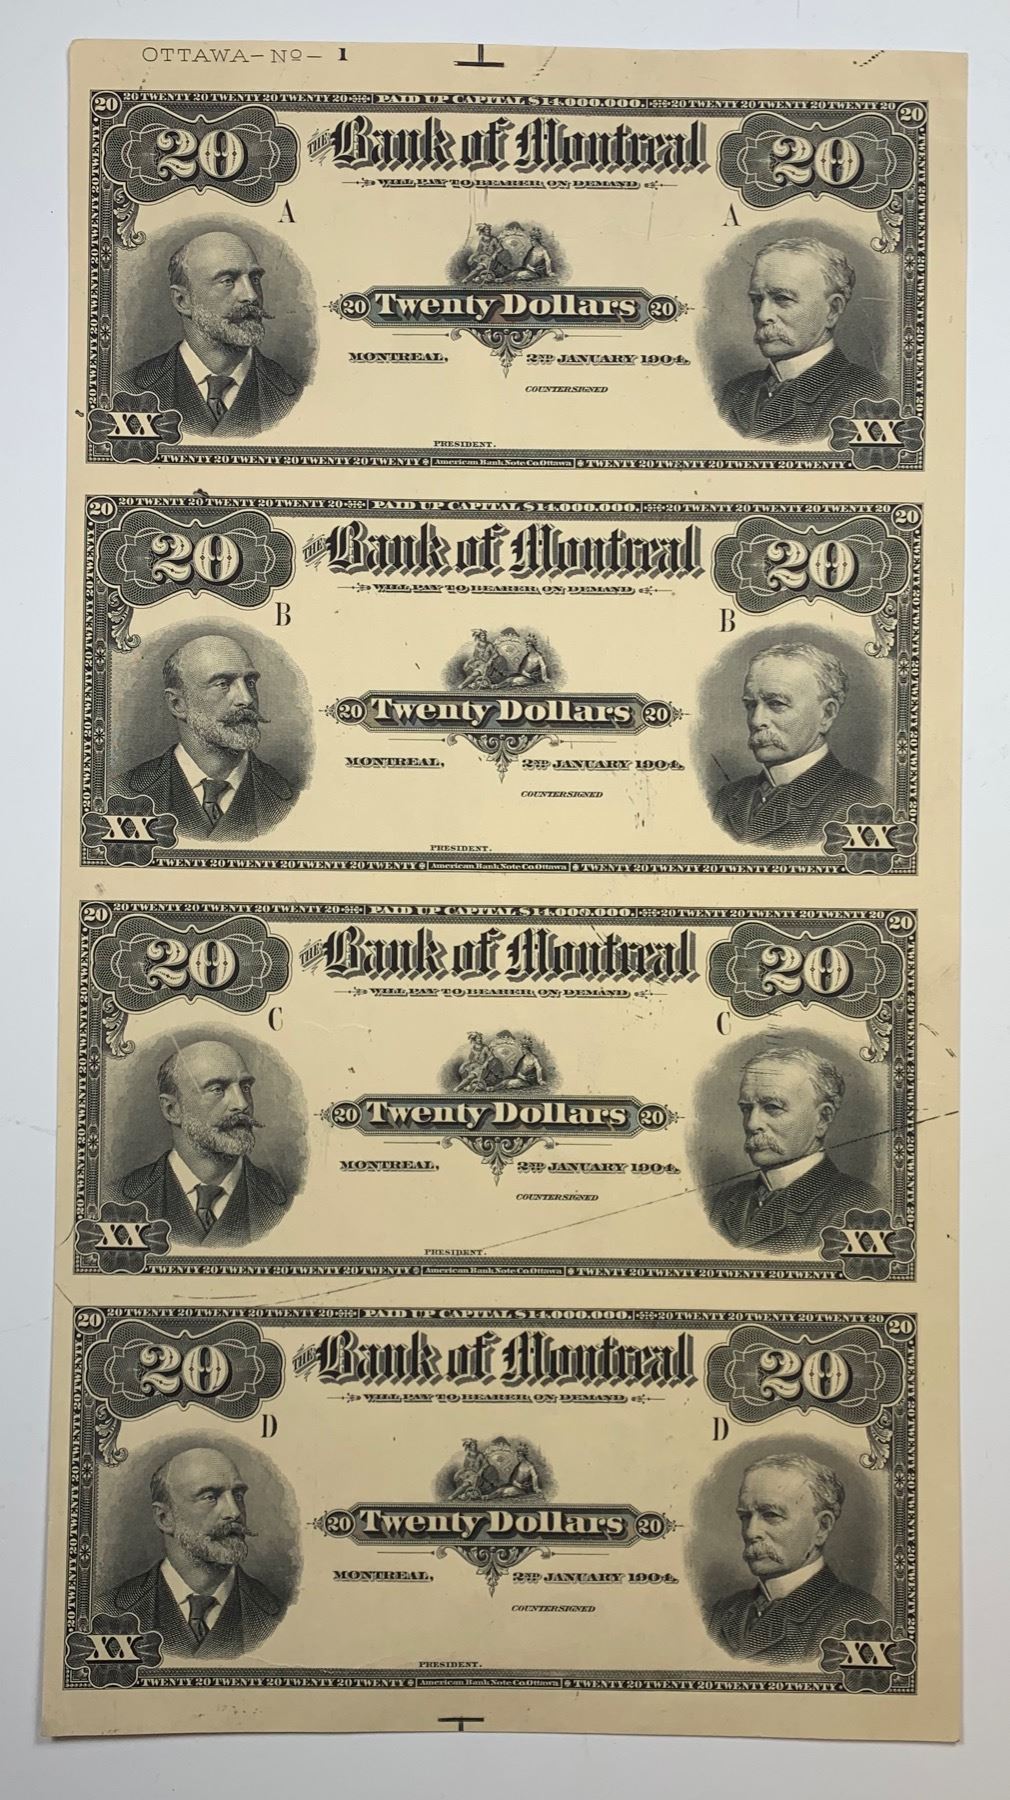 OTTAWA - No - 1
20 20 TWENTY 20 TWENTY 20 TWENTY 20 PAID UP CAPITAL $14.000.000. 20 TWENTY 20 TWENTY 20 TWENTY 20 20
20 THE Bank of Montreal 20
WILL PAY TO BEARER ON DEMAND
A A
20 Twenty Dollars 20
MONTREAL, 2ND JANUARY 1904.
COUNTERSIGNED
XX PRESIDENT. XX
TWENTY 20 TWENTY 20 TWENTY 20 TWENTY American Bank Note Co. Ottawa TWENTY 20 TWENTY 20 TWENTY 20 TWENTY
20 20 TWENTY 20 TWENTY 20 TWENTY 20 PAID UP CAPITAL $14.000.000. 20 TWENTY 20 TWENTY 20 TWENTY 20 20
20 THE Bank of Montreal 20
WILL PAY TO BEARER ON DEMAND
B B
20 Twenty Dollars 20
MONTREAL, 2ND JANUARY 1904.
COUNTERSIGNED
XX PRESIDENT. XX
TWENTY 20 TWENTY 20 TWENTY 20 TWENTY American Bank Note Co. Ottawa TWENTY 20 TWENTY 20 TWENTY 20 TWENTY
20 20 TWENTY 20 TWENTY 20 TWENTY 20 PAID UP CAPITAL $14.000.000. 20 TWENTY 20 TWENTY 20 TWENTY 20 20
20 THE Bank of Montreal 20
WILL PAY TO BEARER ON DEMAND
C C
20 Twenty Dollars 20
MONTREAL, 2ND JANUARY 1904.
COUNTERSIGNED
XX PRESIDENT. XX
TWENTY 20 TWENTY 20 TWENTY 20 TWENTY American Bank Note Co. Ottawa TWENTY 20 TWENTY 20 TWENTY 20 TWENTY
20 20 TWENTY 20 TWENTY 20 TWENTY 20 PAID UP CAPITAL $14.000.000. 20 TWENTY 20 TWENTY 20 TWENTY 20 20
20 THE Bank of Montreal 20
WILL PAY TO BEARER ON DEMAND
D D
20 Twenty Dollars 20
MONTREAL, 2ND JANUARY 1904.
COUNTERSIGNED
XX PRESIDENT. XX
TWENTY 20 TWENTY 20 TWENTY 20 TWENTY American Bank Note Co. Ottawa TWENTY 20 TWENTY 20 TWENTY 20 TWENTY